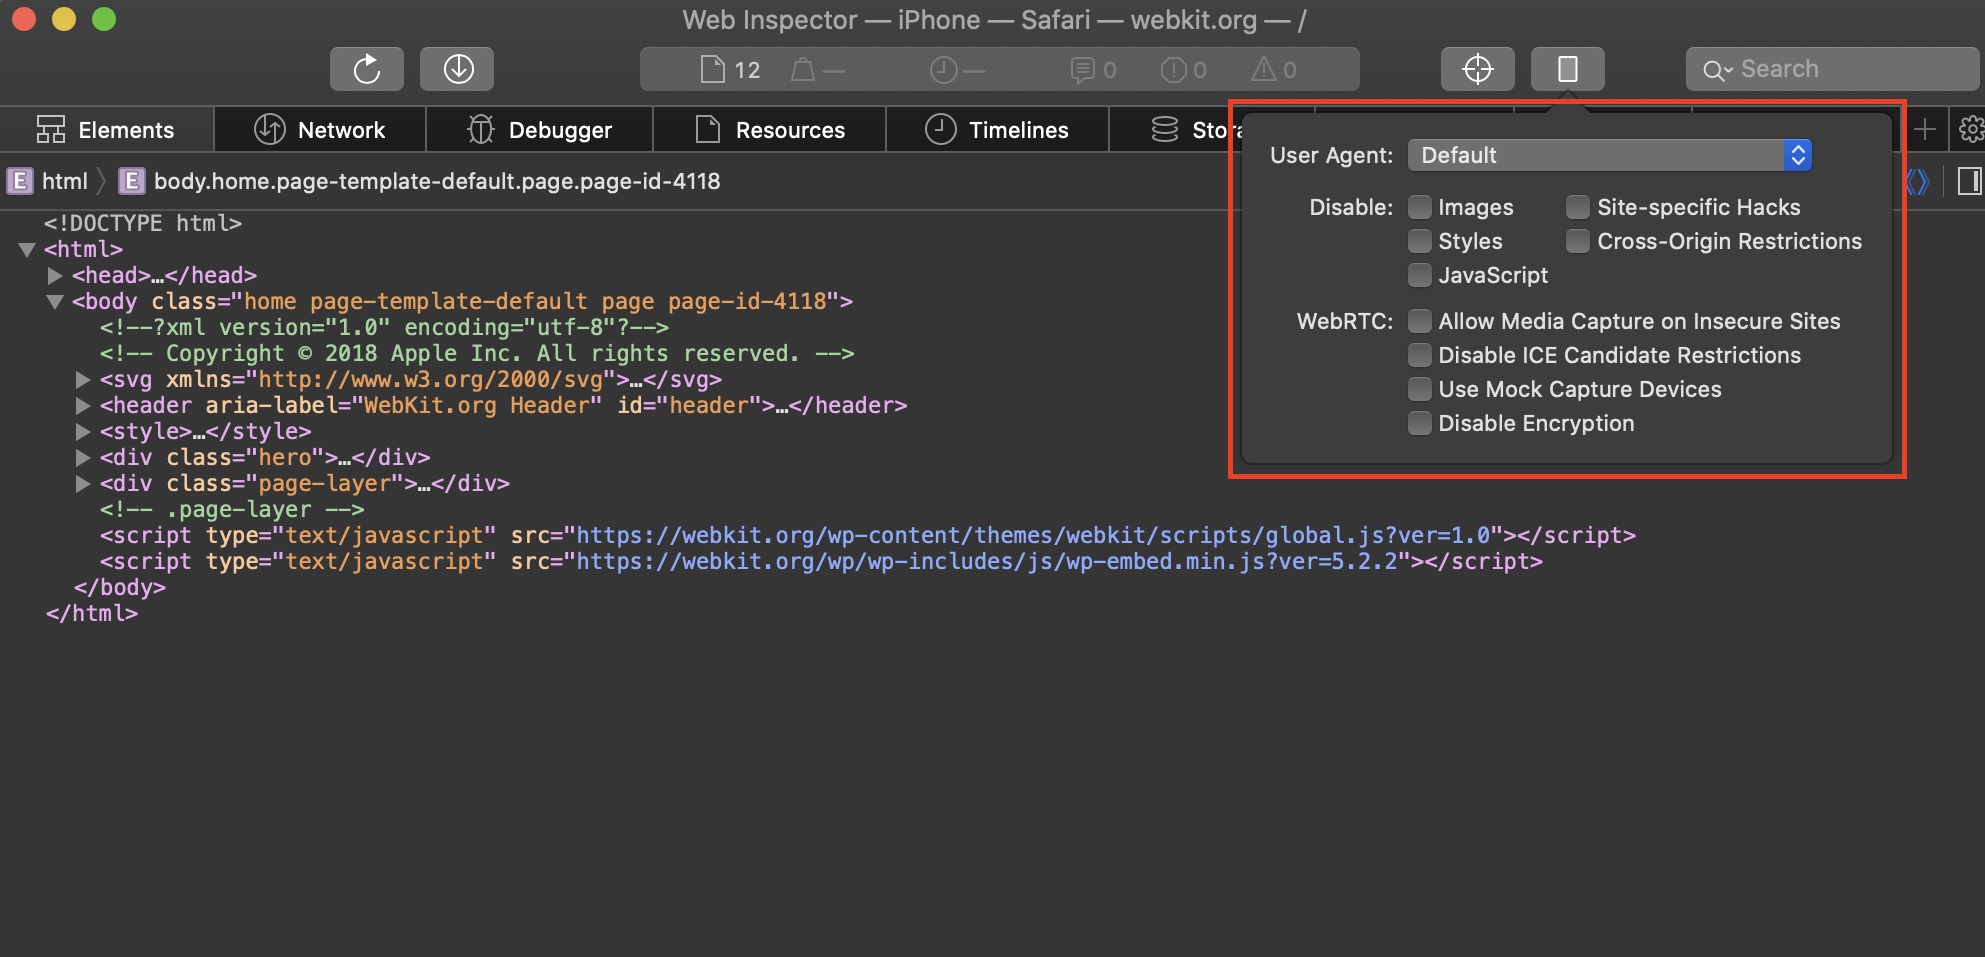 Web Inspector — iPhone — Safari — webkit.org — /
12 — — 0 0 0 Search
Elements Network Debugger Resources Timelines
E html E body.home.page-template-default.page.page-id-4118
User Agent: Default
Disable: Images Site-specific Hacks
Styles Cross-Origin Restrictions
JavaScript
WebRTC: Allow Media Capture on Insecure Sites
Disable ICE Candidate Restrictions
Use Mock Capture Devices
Disable Encryption
<!DOCTYPE html>
<html>
<head>…</head>
<body class="home page-template-default page page-id-4118">
<!--?xml version="1.0" encoding="utf-8"?-->
<!-- Copyright © 2018 Apple Inc. All rights reserved. -->
<svg xmlns="http://www.w3.org/2000/svg">…</svg>
<header aria-label="WebKit.org Header" id="header">…</header>
<style>…</style>
<div class="hero">…</div>
<div class="page-layer">…</div>
<!-- .page-layer -->
<script type="text/javascript" src="https://webkit.org/wp-content/themes/webkit/scripts/global.js?ver=1.0"></script>
<script type="text/javascript" src="https://webkit.org/wp/wp-includes/js/wp-embed.min.js?ver=5.2.2"></script>
</body>
</html>